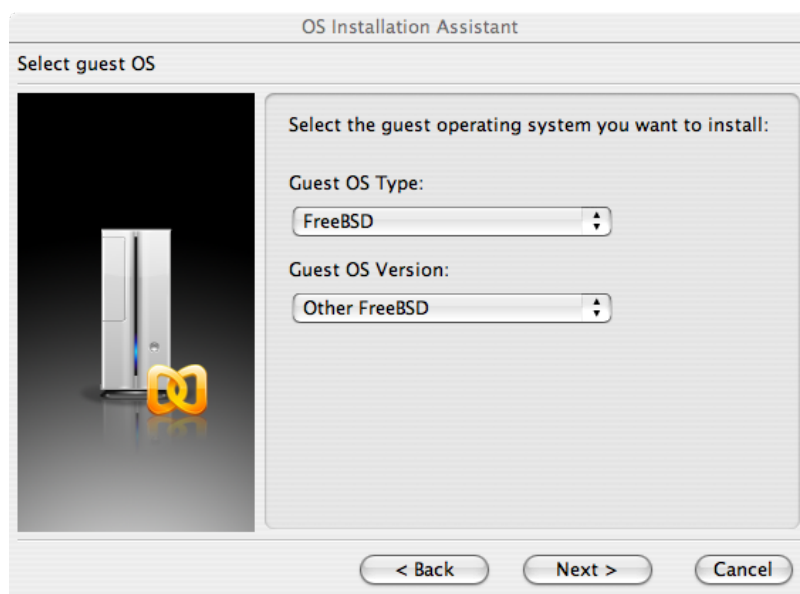 OS Installation Assistant
Select guest OS
Select the guest operating system you want to install:
Guest OS Type:
FreeBSD
Guest OS Version:
Other FreeBSD
< Back
Next >
Cancel